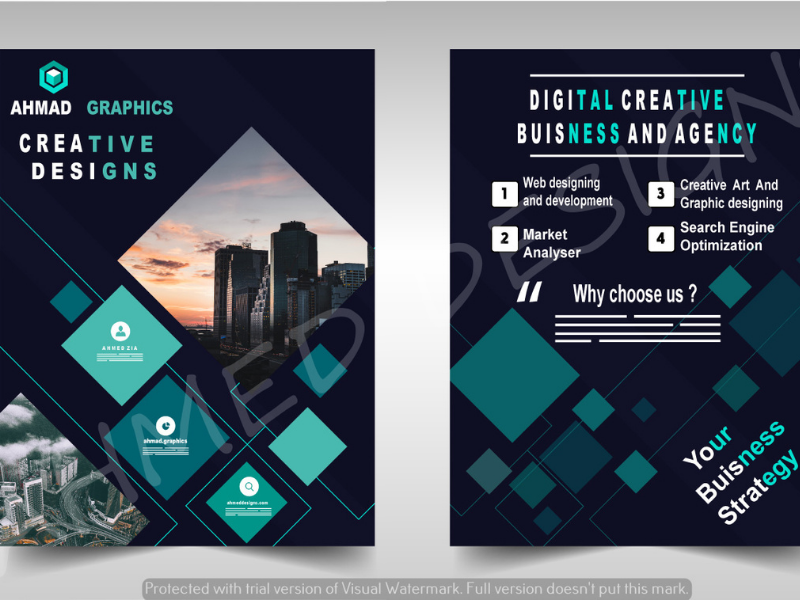 AHMAD GRAPHICS
CREATIVE
DESIGNS
AHMED ZIA
ahmad.graphics
ahmaddesigns.com
DIGITAL CREATIVE
BUISNESS AND AGENCY
1 Web designing
and development
2 Market
Analyser
3 Creative Art And
Graphic designing
4 Search Engine
Optimization
Why choose us ?
Your
Buisness
Strategy
AHMED DESIGNS
Protected with trial version of Visual Watermark. Full version doesn't put this mark.